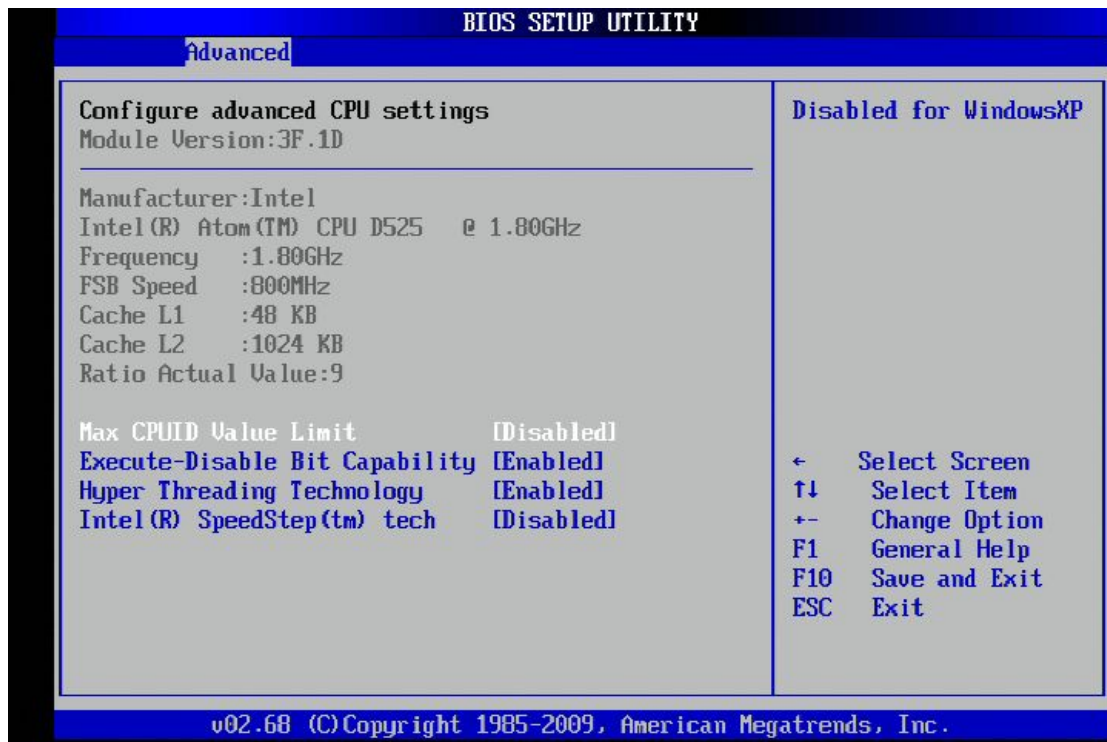 BIOS SETUP UTILITY
Advanced
Configure advanced CPU settings
Module Version:3F.1D
Manufacturer:Intel
Intel(R) Atom(TM) CPU D525   @ 1.80GHz
Frequency   :1.80GHz
FSB Speed   :800MHz
Cache L1    :48 KB
Cache L2    :1024 KB
Ratio Actual Value:9
Max CPUID Value Limit         [Disabled]
Execute-Disable Bit Capability [Enabled]
Hyper Threading Technology    [Enabled]
Intel(R) SpeedStep(tm) tech   [Disabled]
Disabled for WindowsXP
←    Select Screen
↑↓    Select Item
+-    Change Option
F1    General Help
F10   Save and Exit
ESC   Exit
v02.68 (C)Copyright 1985-2009, American Megatrends, Inc.